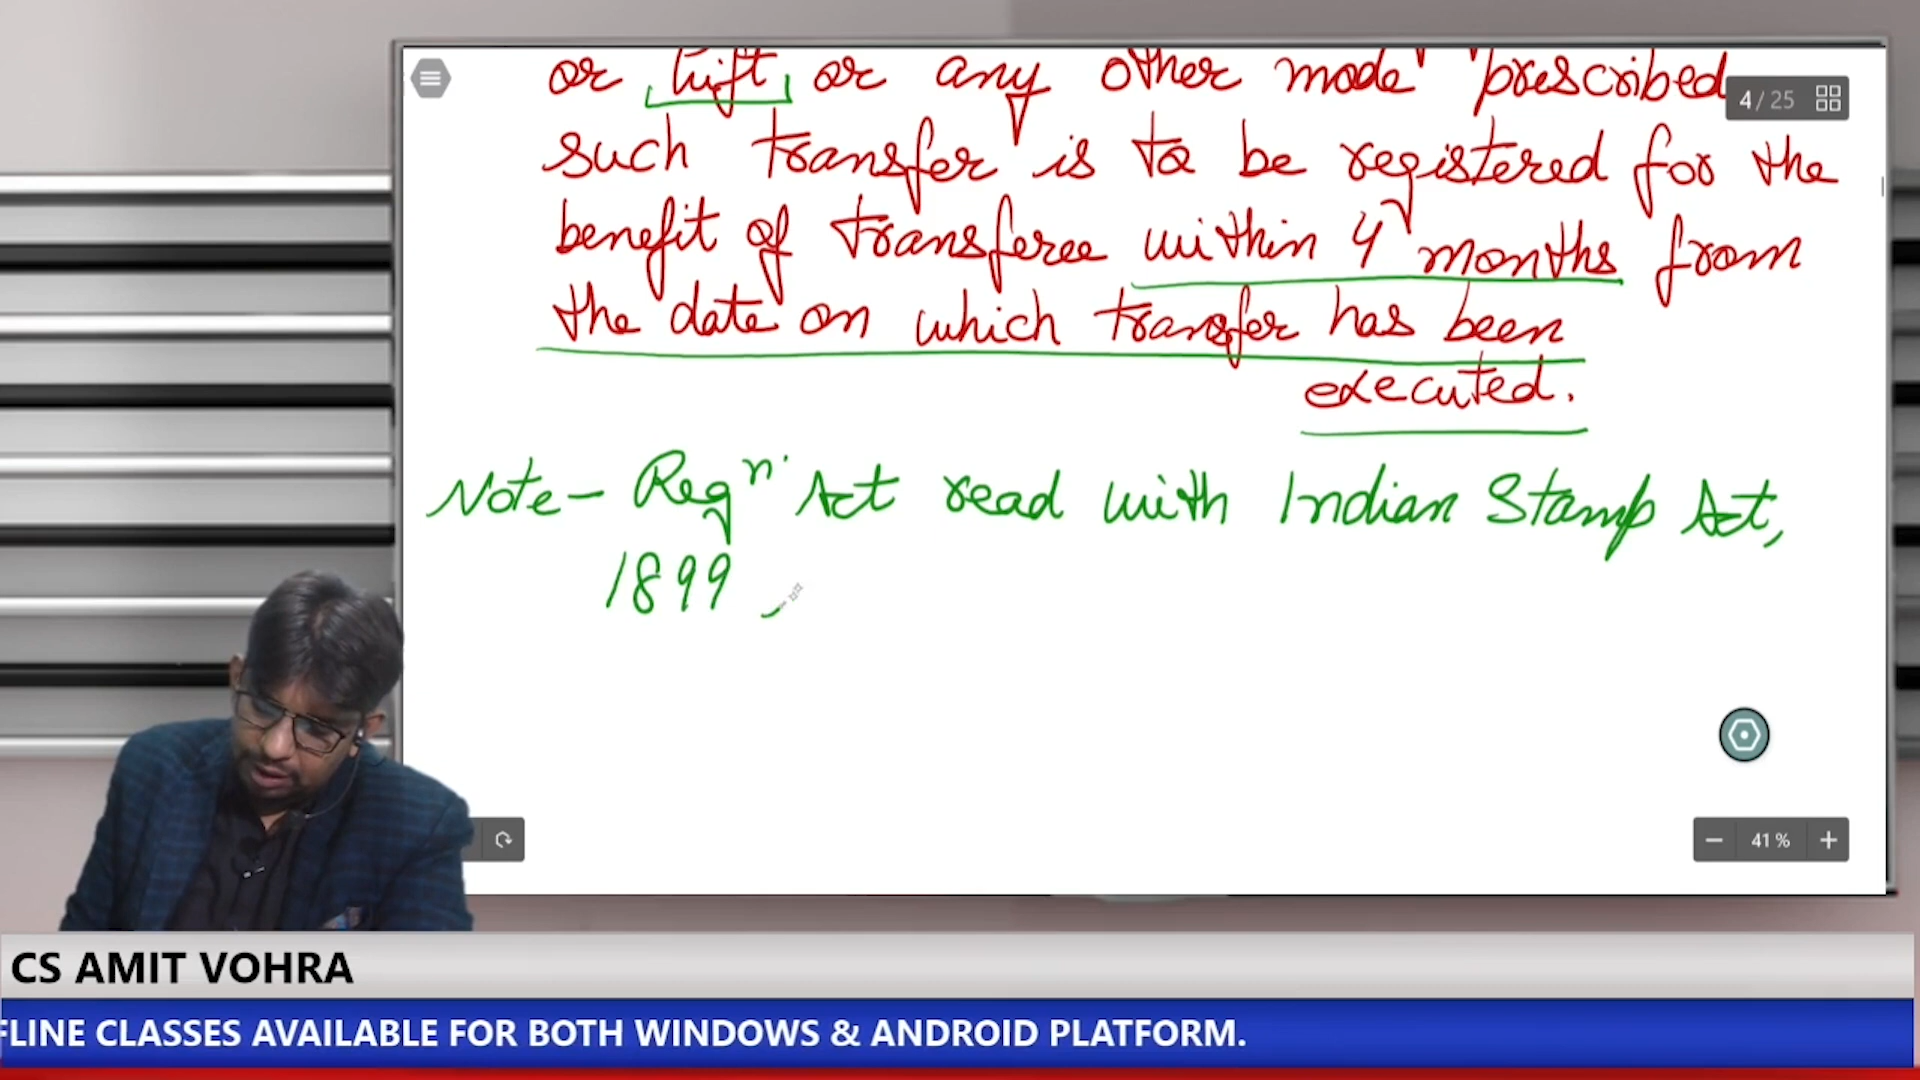 or Gift or any other mode prescribed
4 / 25
such transfer is to be registered for the
benefit of transferee within 4 months from
the date on which transfer has been
executed.
Note - Regⁿ. Act read with Indian Stamp Act,
1899
41 %
CS AMIT VOHRA
FLINE CLASSES AVAILABLE FOR BOTH WINDOWS & ANDROID PLATFORM.